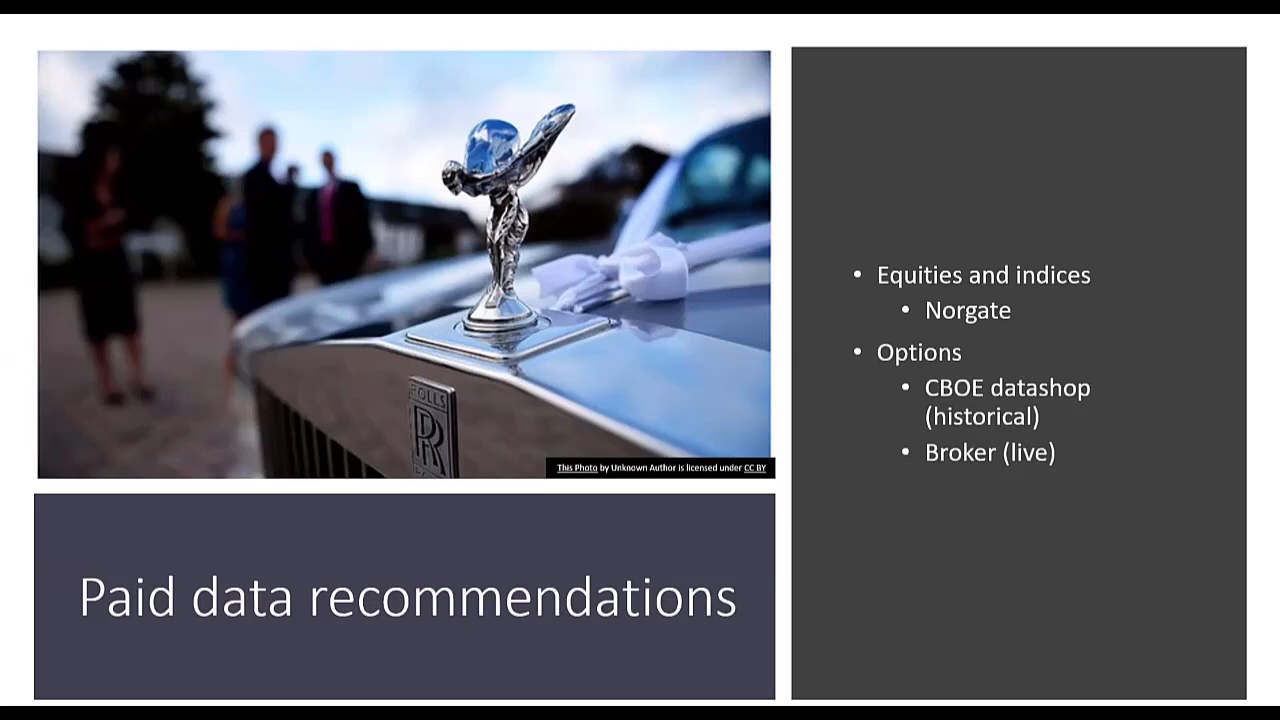 ROLLS
RR
This Photo by Unknown Author is licensed under CC BY
Paid data recommendations
• Equities and indices
• Norgate
• Options
• CBOE datashop
(historical)
• Broker (live)